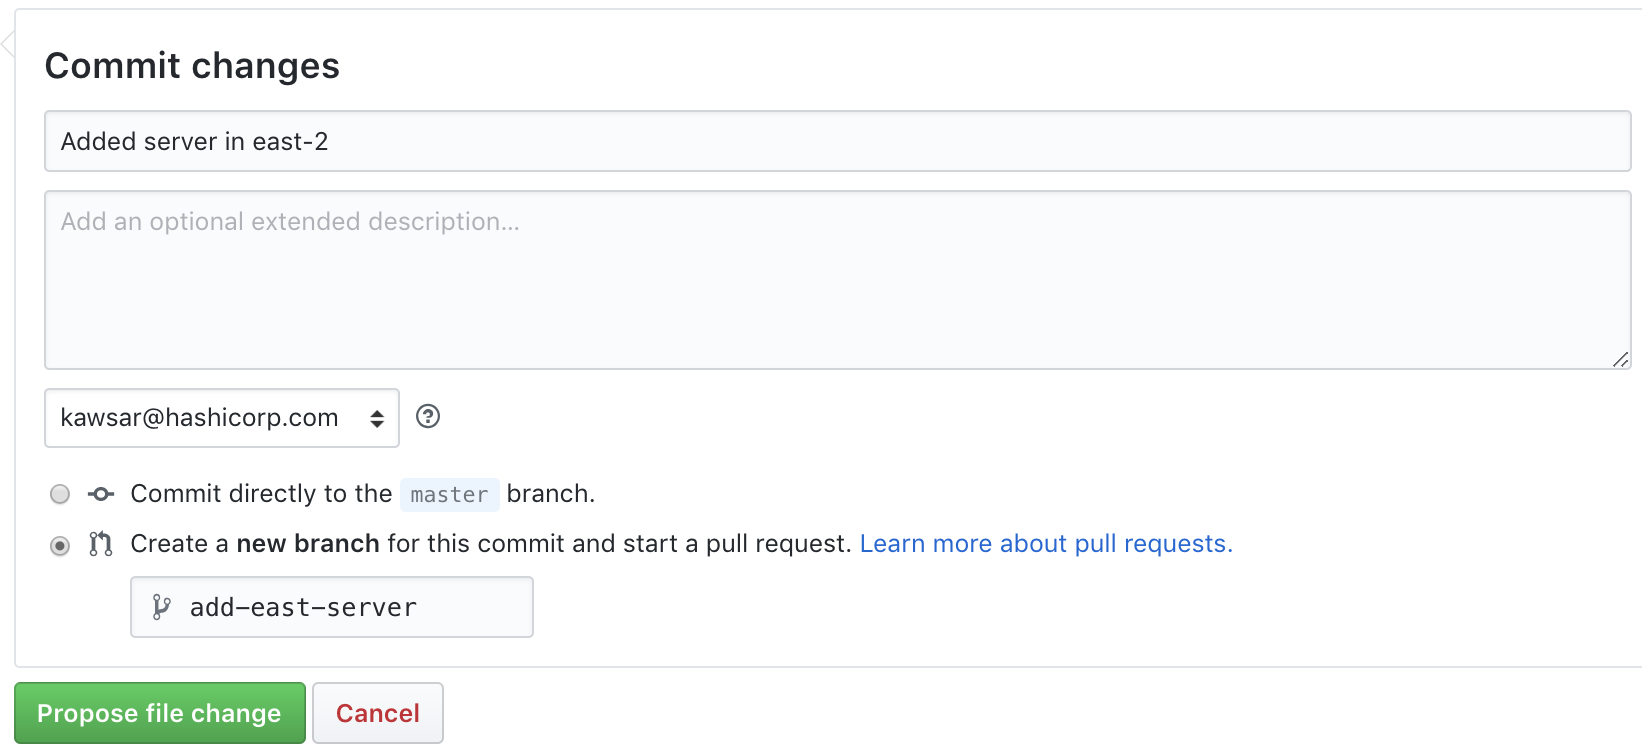 Commit changes
Added server in east-2
Add an optional extended description...
kawsar@hashicorp.com
Commit directly to the master branch.
Create a new branch for this commit and start a pull request. Learn more about pull requests.
add-east-server
Propose file change Cancel